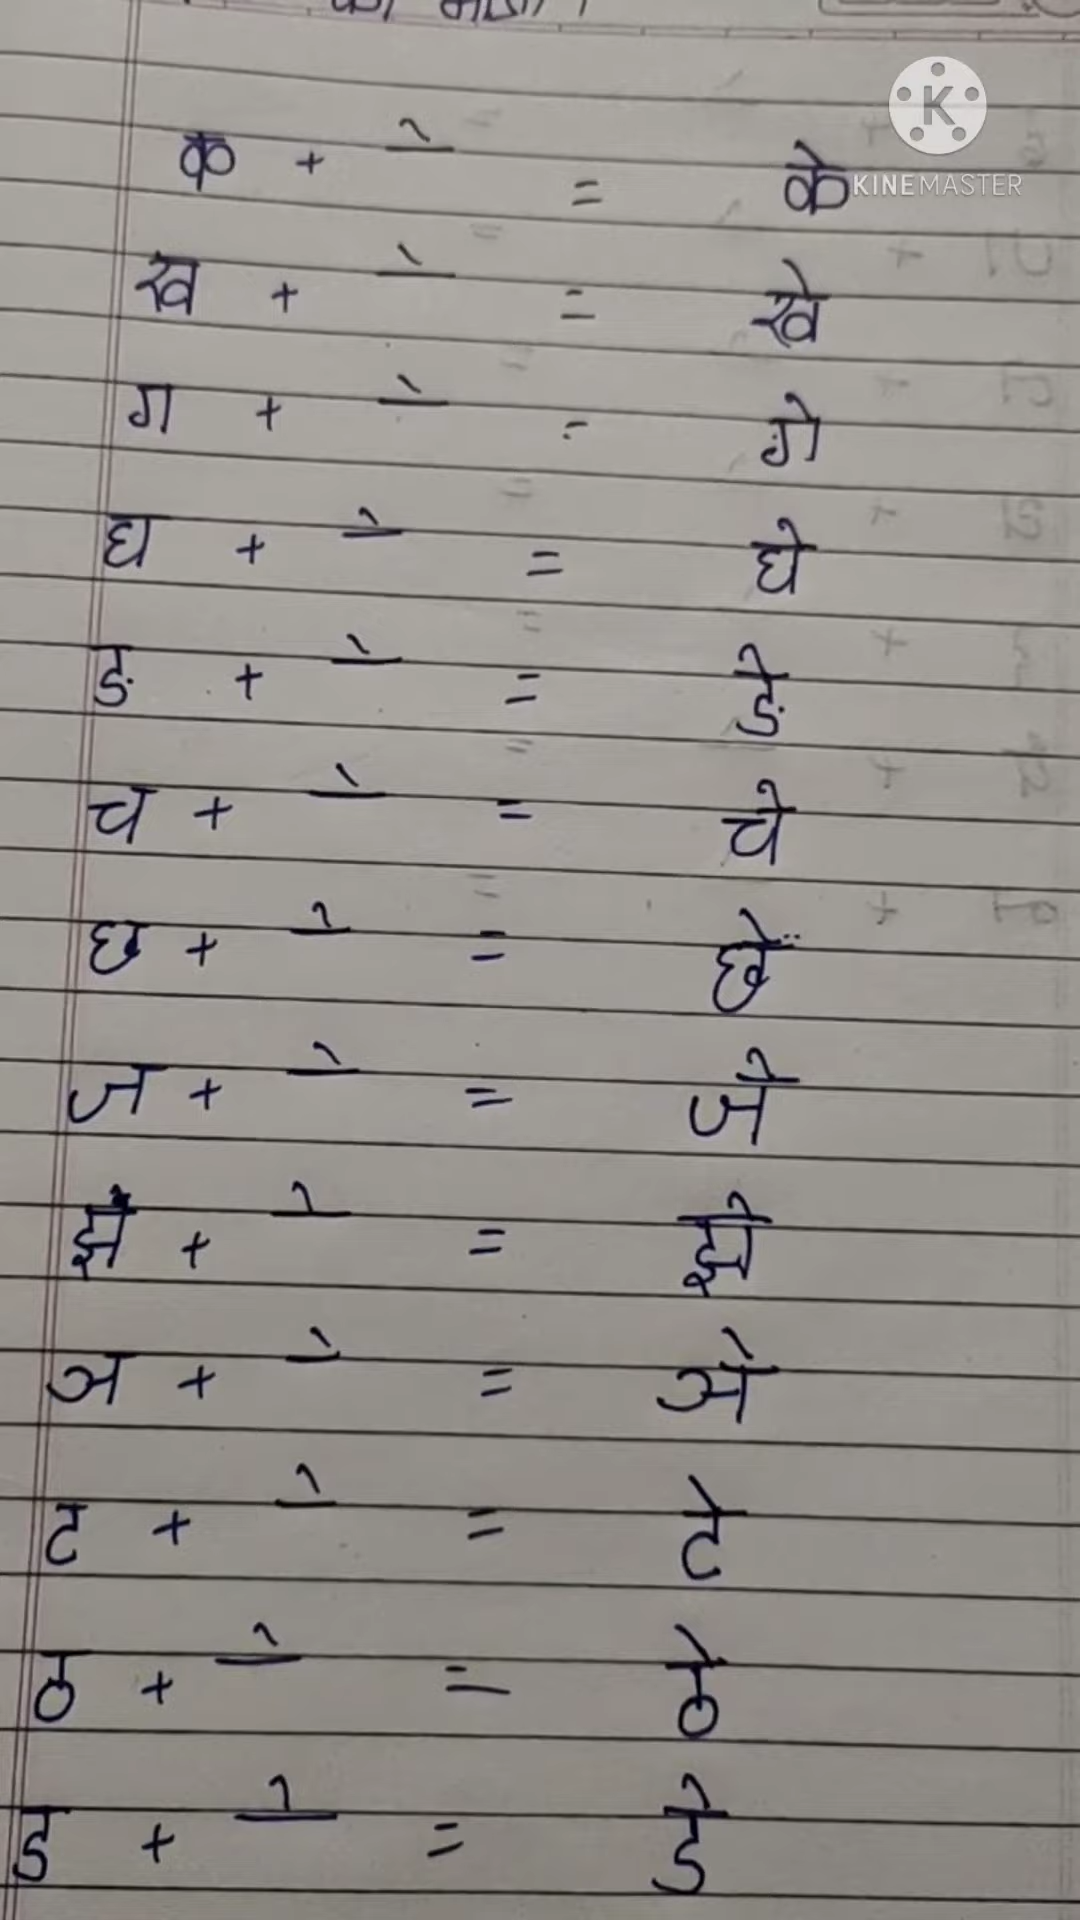 का मात्रा
KINEMASTER
क + े = के
ख + े = खे
ग + े = गे
घ + े = घे
ङ + े = ङे
च + े = चे
छ + े = छे
ज + े = जे
झ + े = झे
ञ + े = ञे
ट + े = टे
ठ + े = ठे
ड + े = डे